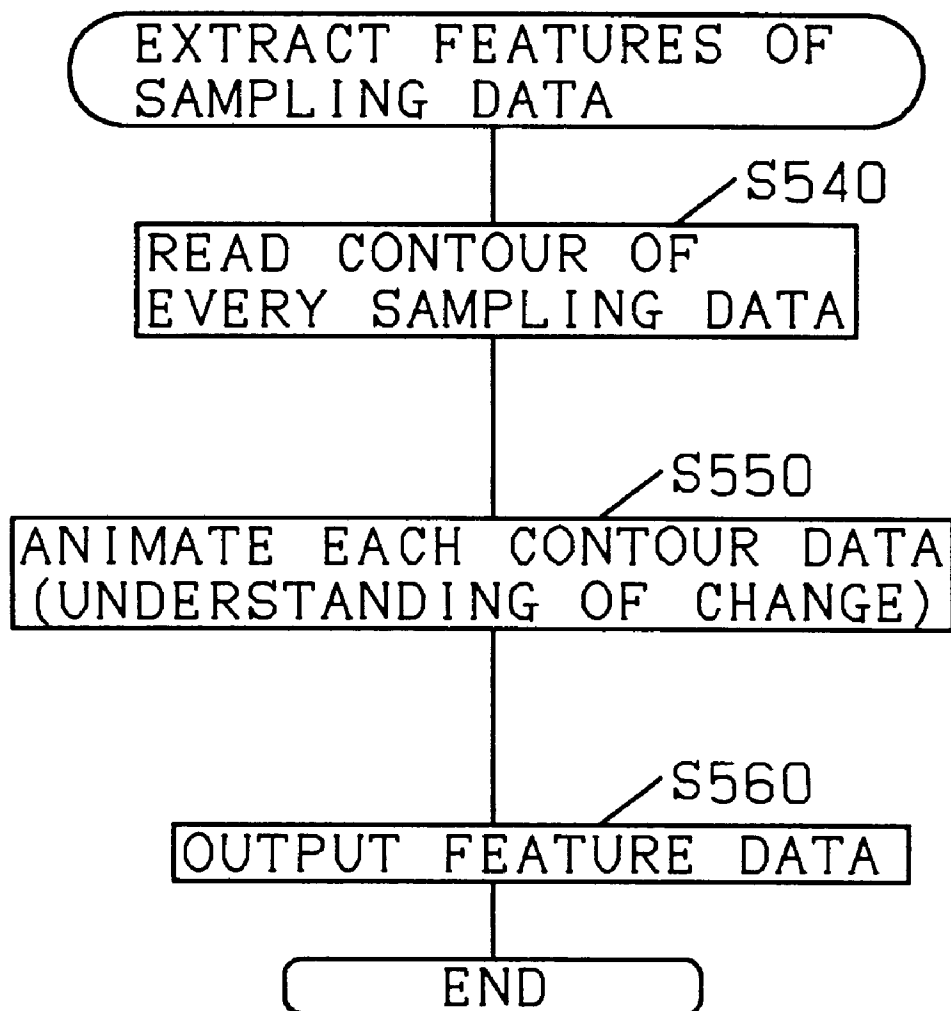 EXTRACT FEATURES OF
SAMPLING DATA
S540
READ CONTOUR OF
EVERY SAMPLING DATA
S550
ANIMATE EACH CONTOUR DATA
(UNDERSTANDING OF CHANGE)
S560
OUTPUT FEATURE DATA
END